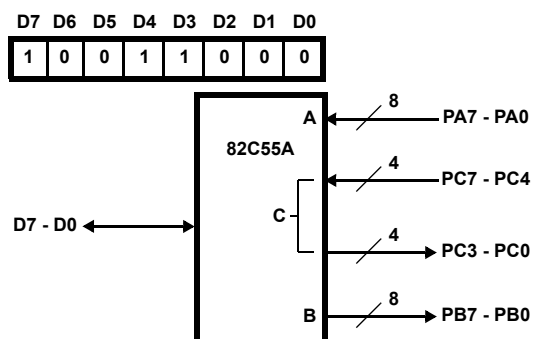 D7 D6 D5 D4 D3 D2 D1 D0
1 0 0 1 1 0 0 0
A 8 PA7 - PA0
82C55A
4 PC7 - PC4
C
D7 - D0
4 PC3 - PC0
B 8 PB7 - PB0